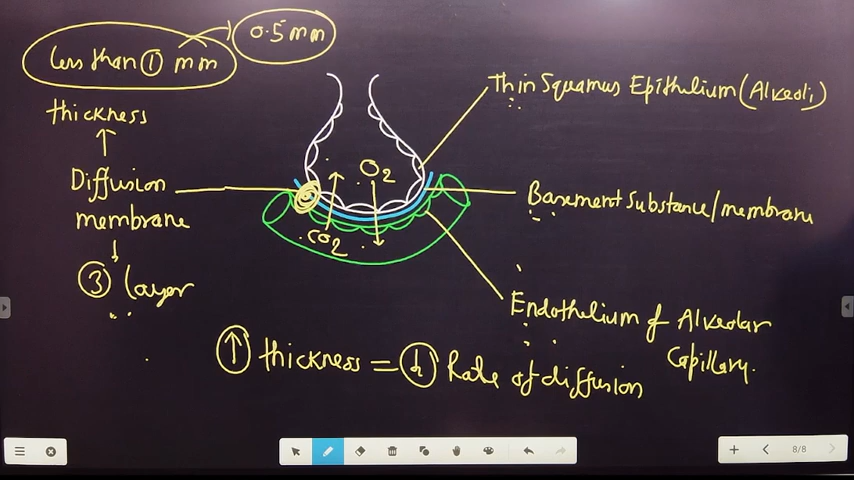 0.5 mm
less than ① mm
thickness
Diffusion
membrane
③ layer
Thin Squamus Epithelium (Alveoli)
O2
CO2
Basement Substance/membrane
Endothelium of Alveolar
Capillary.
↑ thickness = ↓ Rate of diffusion
8/8